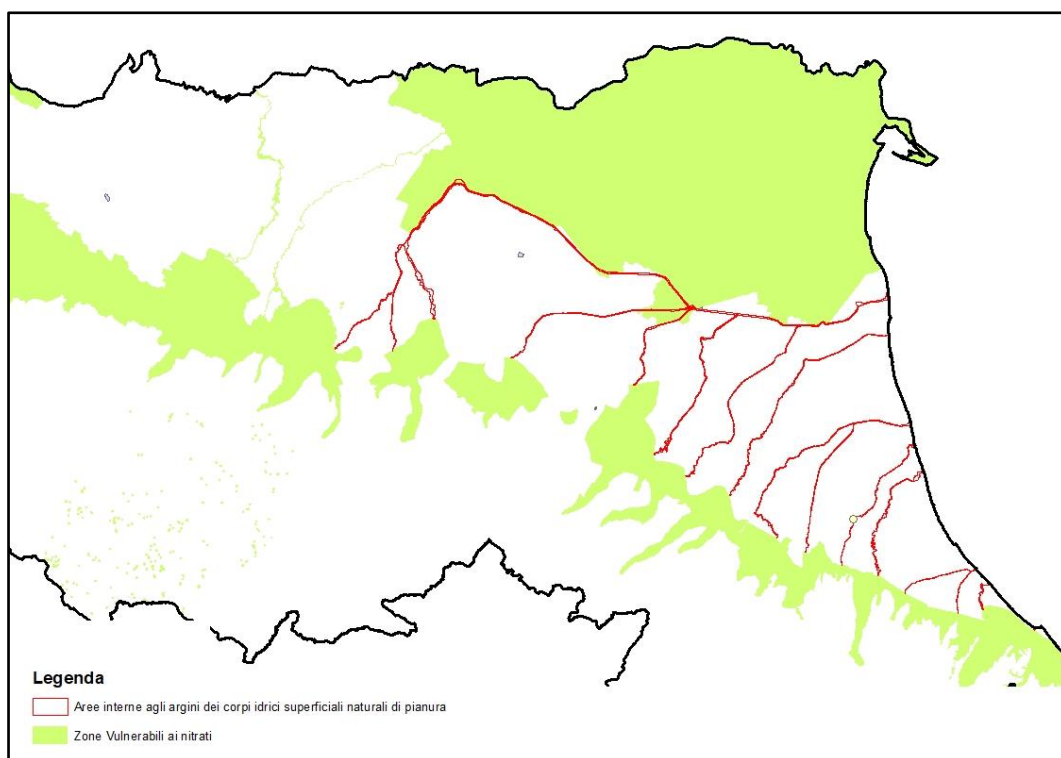 Legenda
Aree interne agli argini dei corpi idrici superficiali naturali di pianura
Zone Vulnerabili ai nitrati